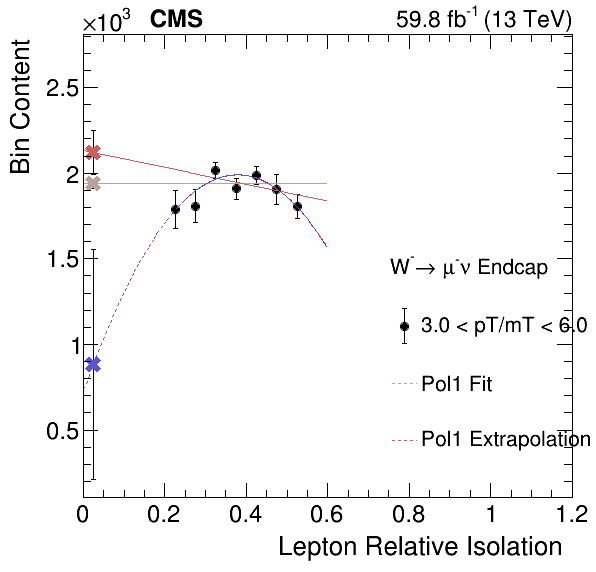 ×10³ CMS 59.8 fb⁻¹ (13 TeV)
Bin Content
2.5
2
1.5
1
0.5
W⁻→ μ⁻ν Endcap
3.0 < pT/mT < 6.0
Pol1 Fit
Pol1 Extrapolation
0 0.2 0.4 0.6 0.8 1 1.2
Lepton Relative Isolation